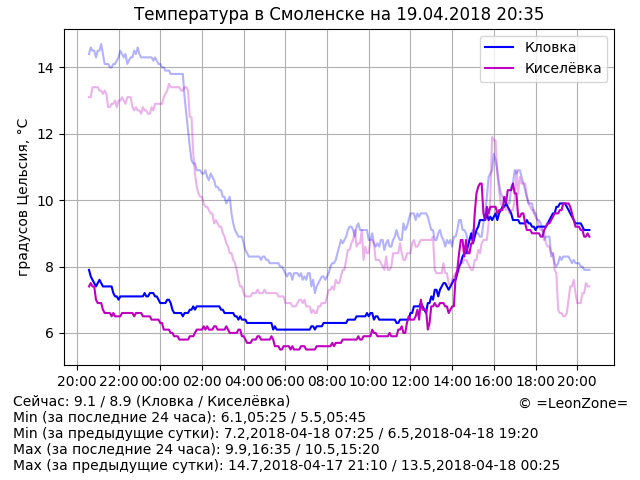 Температура в Смоленске на 19.04.2018 20:35
Кловка
Киселёвка
градусов Цельсия, °C
14
12
10
8
6
20:00 22:00 00:00 02:00 04:00 06:00 08:00 10:00 12:00 14:00 16:00 18:00 20:00
Сейчас: 9.1 / 8.9 (Кловка / Киселёвка)
© =LeonZone=
Min (за последние 24 часа): 6.1,05:25 / 5.5,05:45
Min (за предыдущие сутки): 7.2,2018-04-18 07:25 / 6.5,2018-04-18 19:20
Max (за последние 24 часа): 9.9,16:35 / 10.5,15:20
Max (за предыдущие сутки): 14.7,2018-04-17 21:10 / 13.5,2018-04-18 00:25